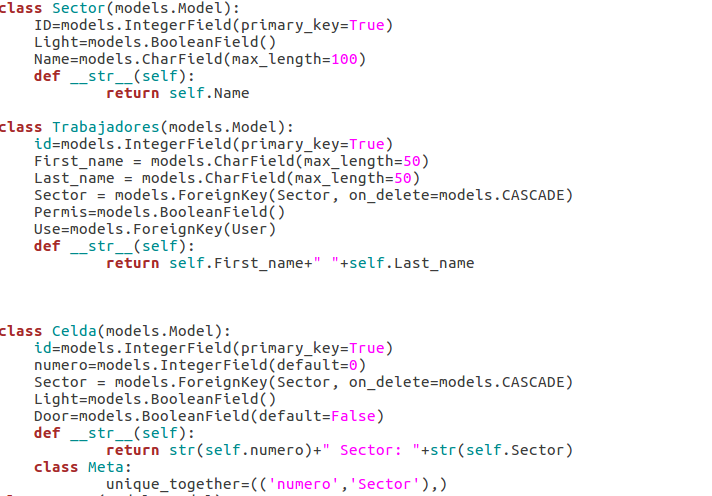 class Sector(models.Model):
    ID=models.IntegerField(primary_key=True)
    Light=models.BooleanField()
    Name=models.CharField(max_length=100)
    def __str__(self):
            return self.Name

class Trabajadores(models.Model):
    id=models.IntegerField(primary_key=True)
    First_name = models.CharField(max_length=50)
    Last_name = models.CharField(max_length=50)
    Sector = models.ForeignKey(Sector, on_delete=models.CASCADE)
    Permis=models.BooleanField()
    Use=models.ForeignKey(User)
    def __str__(self):
            return self.First_name+" "+self.Last_name

class Celda(models.Model):
    id=models.IntegerField(primary_key=True)
    numero=models.IntegerField(default=0)
    Sector = models.ForeignKey(Sector, on_delete=models.CASCADE)
    Light=models.BooleanField()
    Door=models.BooleanField(default=False)
    def __str__(self):
            return str(self.numero)+" Sector: "+str(self.Sector)
    class Meta:
            unique_together=(('numero','Sector'),)